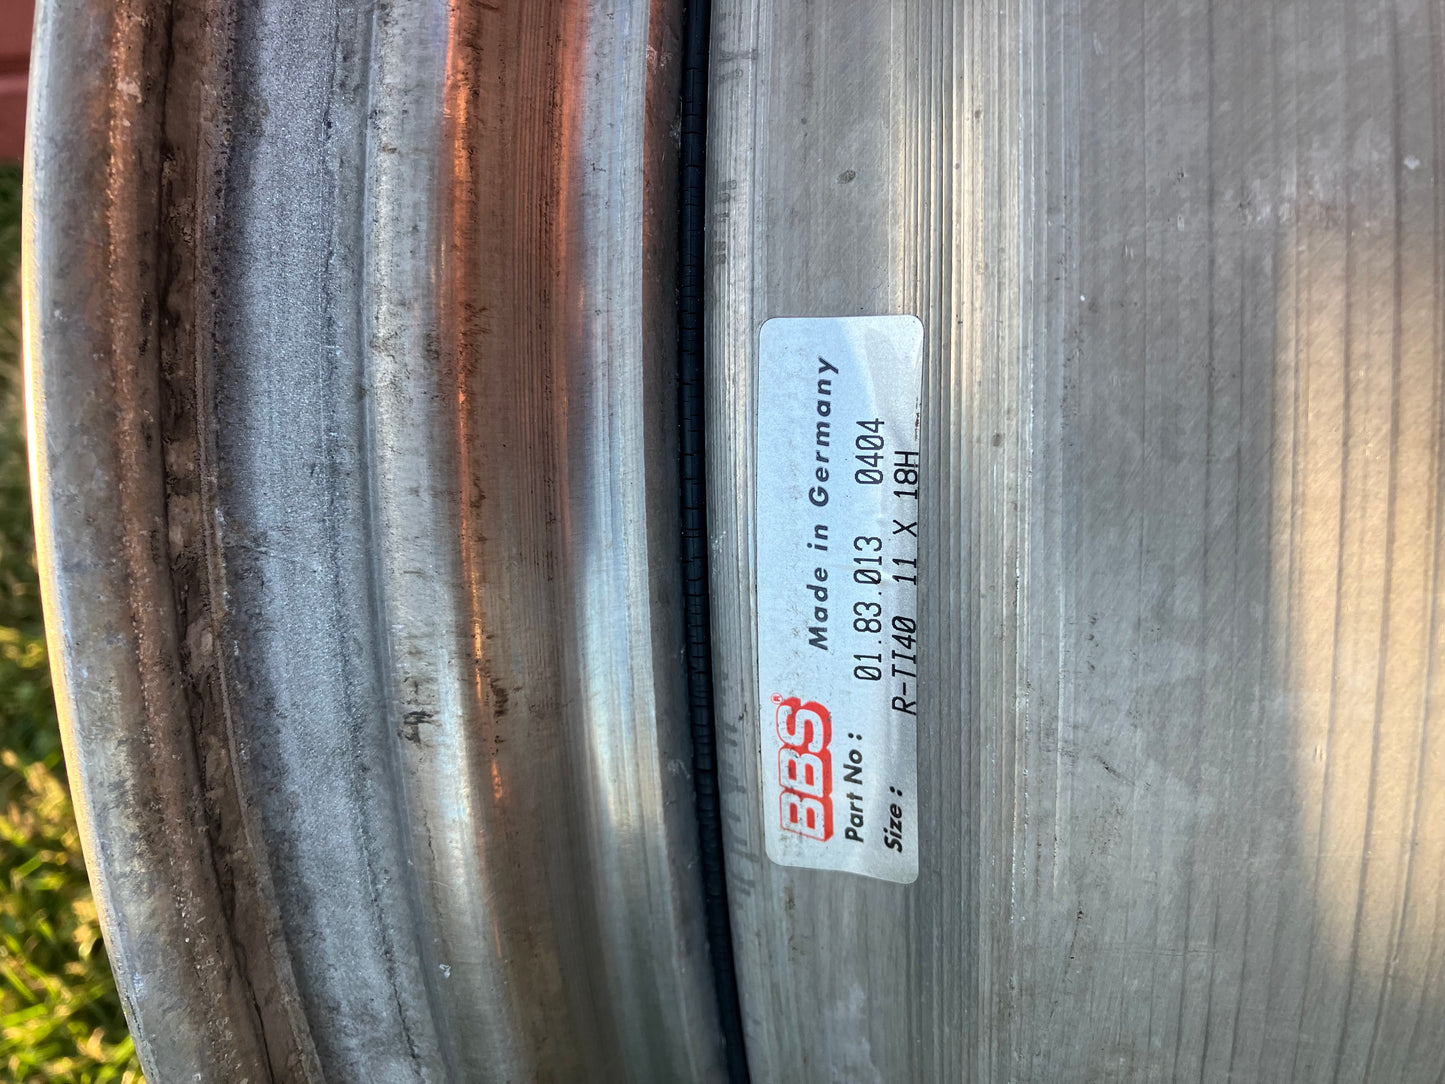 BBS® Made in Germany
Part No : 01.83.013 0404
Size : R-TI40 11 X 18H